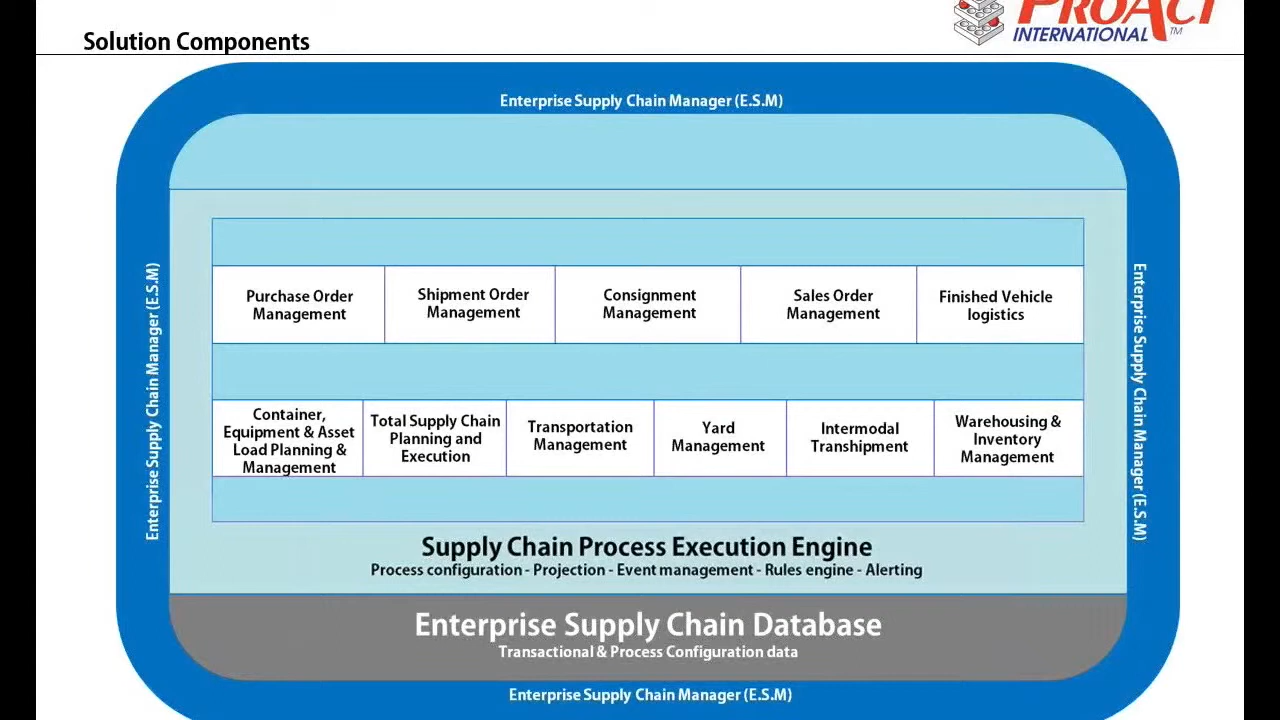 Solution Components
PROACT
INTERNATIONAL™
Enterprise Supply Chain Manager (E.S.M)
Enterprise Supply Chain Manager (E.S.M)
Enterprise Supply Chain Manager (E.S.M)
Purchase Order
Management
Shipment Order
Management
Consignment
Management
Sales Order
Management
Finished Vehicle
logistics
Container,
Equipment & Asset
Load Planning &
Management
Total Supply Chain
Planning and
Execution
Transportation
Management
Yard
Management
Intermodal
Transhipment
Warehousing &
Inventory
Management
Supply Chain Process Execution Engine
Process configuration - Projection - Event management - Rules engine - Alerting
Enterprise Supply Chain Database
Transactional & Process Configuration data
Enterprise Supply Chain Manager (E.S.M)